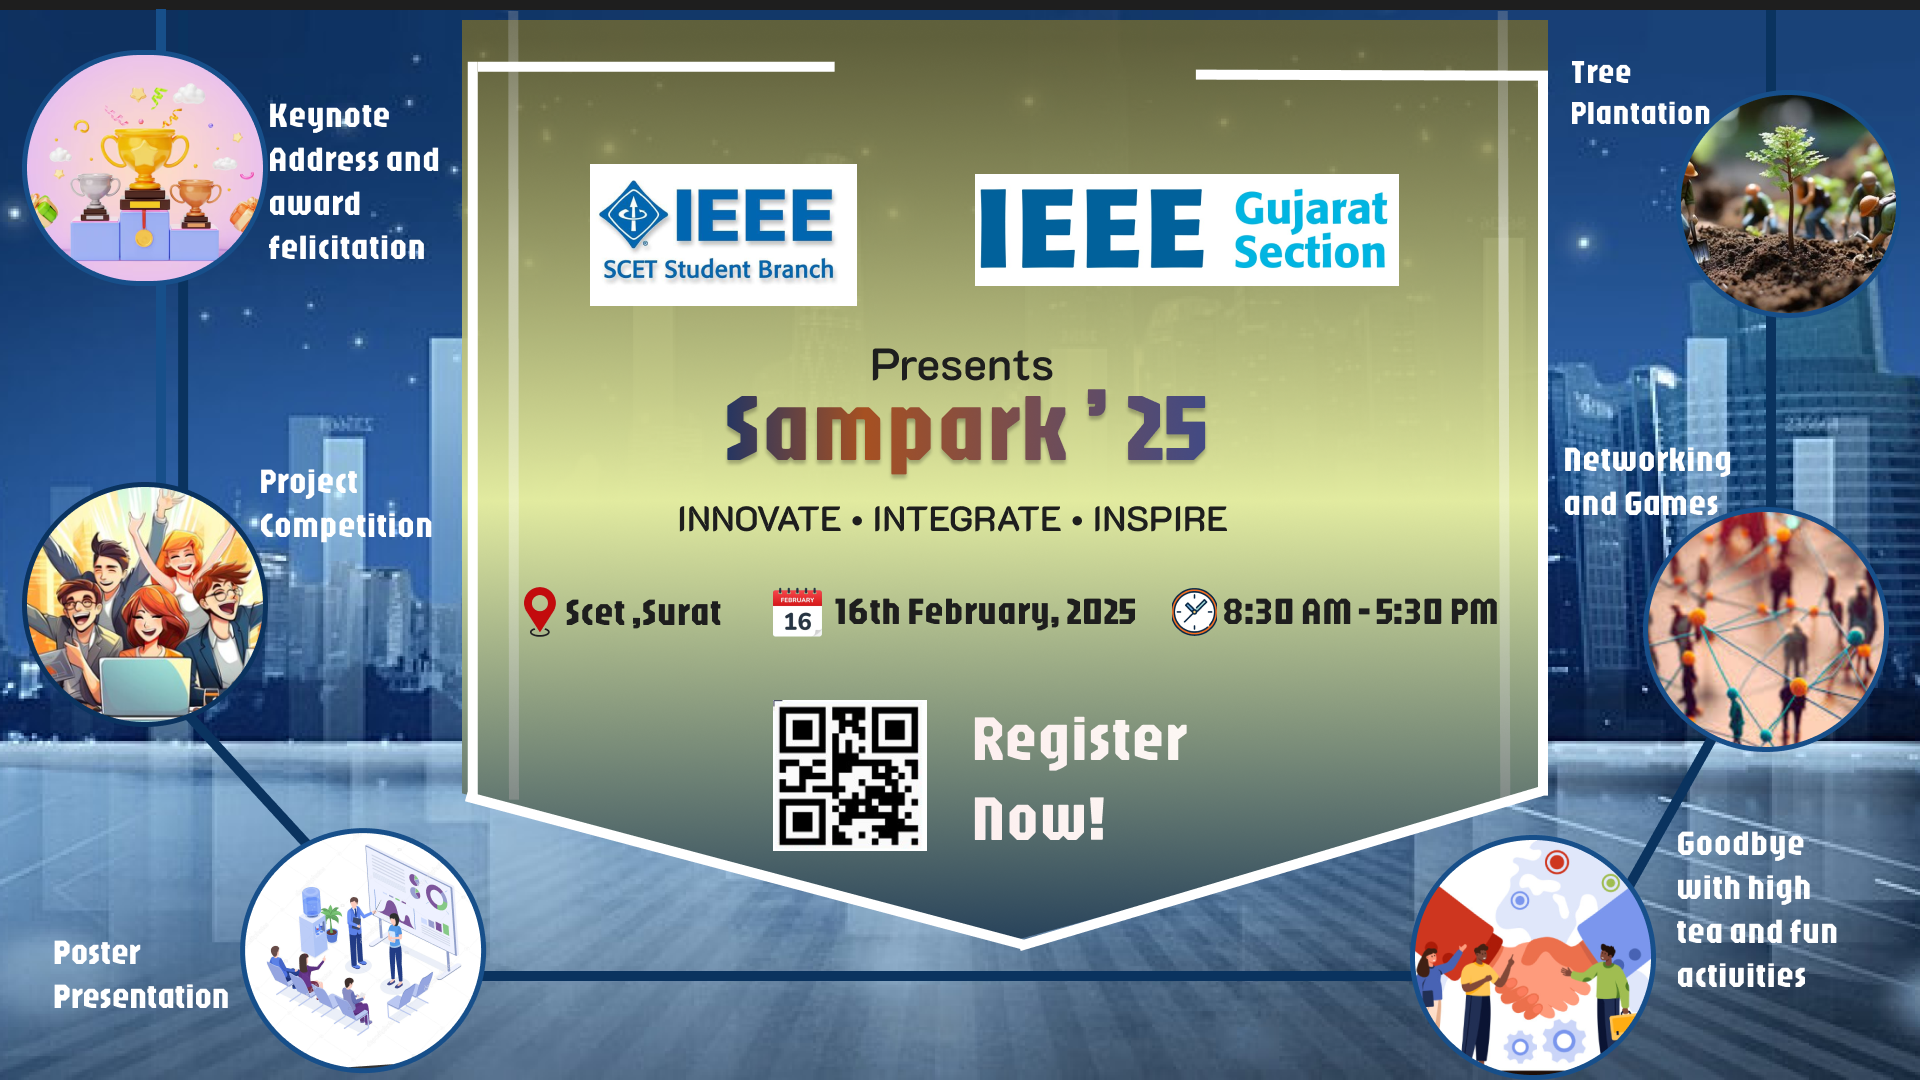 Keynote
Address and
award
felicitation
Project
Competition
Poster
Presentation
IEEE
SCET Student Branch
IEEE Gujarat
Section
Presents
Sampark '25
INNOVATE • INTEGRATE • INSPIRE
Scet ,Surat
FEBRUARY
16
16th February, 2025
8:30 AM - 5:30 PM
Register
Now!
Tree
Plantation
Networking
and Games
Goodbye
with high
tea and fun
activities